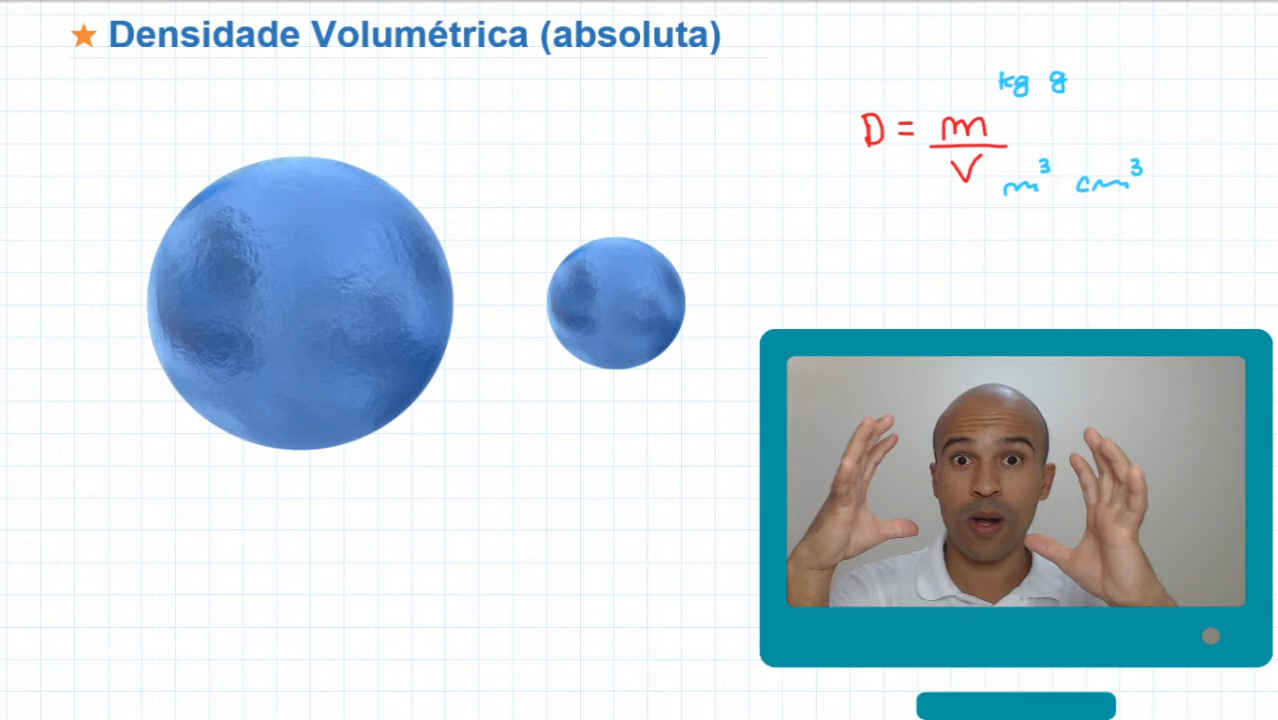 ★ Densidade Volumétrica (absoluta)
kg g
D = m
V m³ cm³